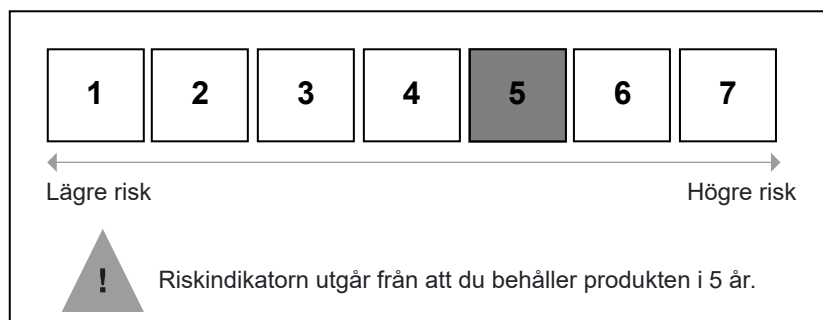 1 2 3 4 5 6 7
Lägre risk Högre risk
! Riskindikatorn utgår från att du behåller produkten i 5 år.